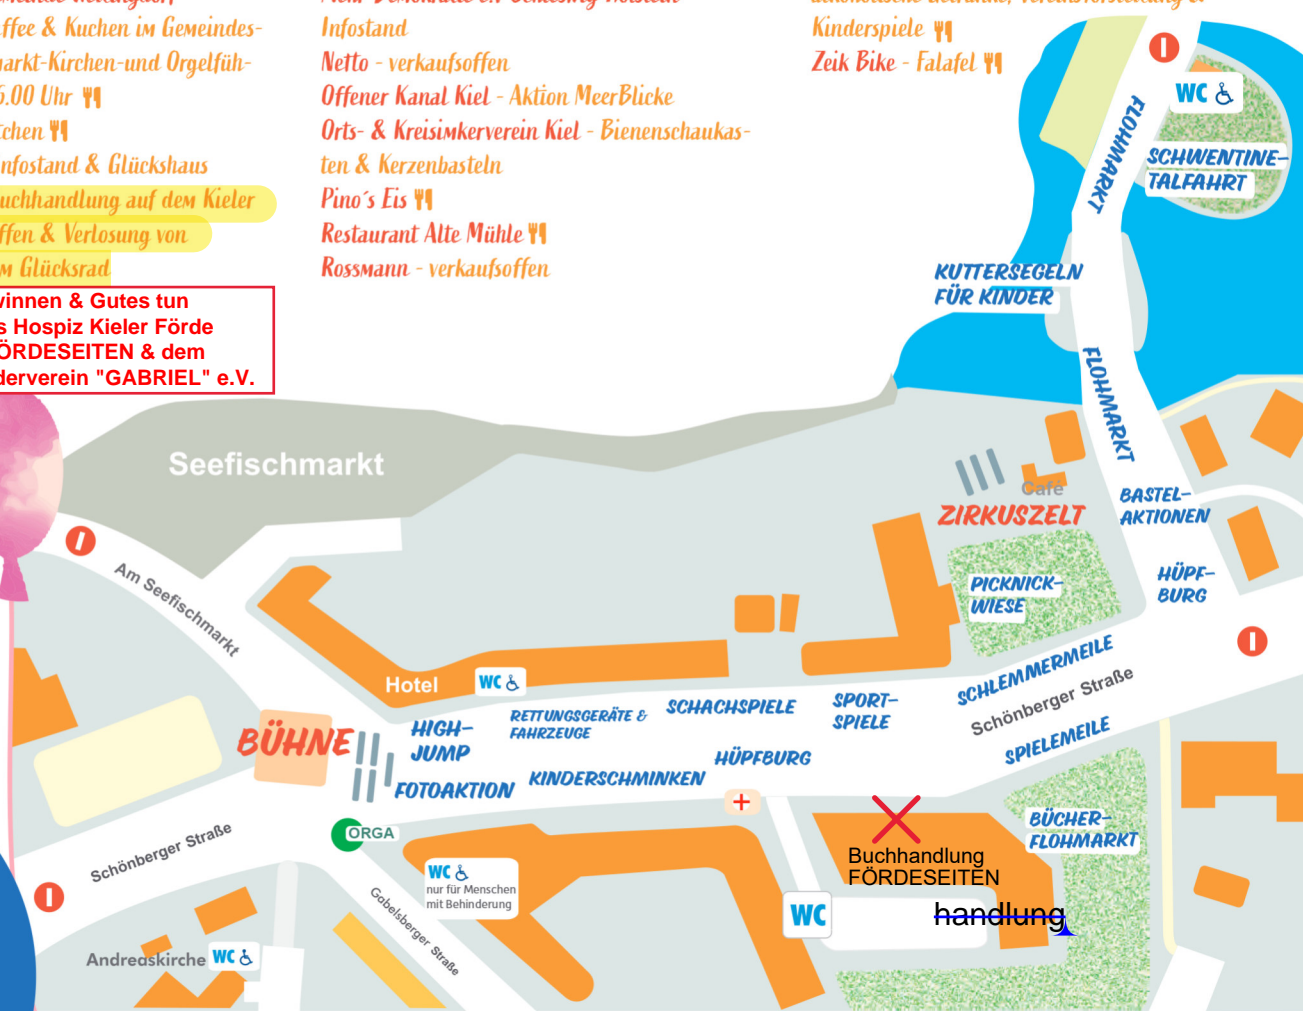 ffee & Kuchen im Gemeindes-
arkt-Kirchen-und Orgelfüh-
.00 Uhr
chen
nfostand & Glückshaus
uchhandlung auf dem Kieler
ffen & Verlosung von
m Glücksrad
winnen & Gutes tun
s Hospiz Kieler Förde
ÖRDESEITEN & dem
derverein "GABRIEL" e.V.
Infostand
Netto - verkaufsoffen
Offener Kanal Kiel - Aktion MeerBlicke
Orts- & Kreisimkerverein Kiel - Bienenschaukas-
ten & Kerzenbasteln
Pino´s Eis
Restaurant Alte Mühle
Rossmann - verkaufsoffen
Kinderspiele
Zeik Bike - Falafel
WC
FLOHMARKT
SCHWENTINE-
TALFAHRT
KUTTERSEGELN
FÜR KINDER
FLOHMARKT
Seefischmarkt
Café
ZIRKUSZELT
BASTEL-
AKTIONEN
PICKNICK-
WIESE
HÜPF-
BURG
Am Seefischmarkt
Hotel
WC
SCHLEMMERMEILE
Schönberger Straße
SPIELEMEILE
BÜHNE
HIGH-
JUMP
RETTUNGSGERÄTE &
FAHRZEUGE
SCHACHSPIELE
SPORT-
SPIELE
FOTOAKTION
KINDERSCHMINKEN
HÜPFBURG
ORGA
Schönberger Straße
BÜCHER-
FLOHMARKT
Buchhandlung
FÖRDESEITEN
handlung
WC
nur für Menschen
mit Behinderung
WC
Gabelsberger Straße
Andreaskirche
WC